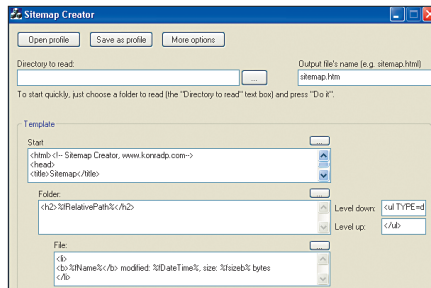 Sitemap Creator
Open profile Save as profile More options
Directory to read: Output file's name (e.g. sitemap.html)
... sitemap.htm
To start quickly, just choose a folder to read (the "Directory to read" text box) and press "Do it".
Template
Start ...
<html><!-- Sitemap Creator, www.konradp.com-->
<head>
<title>Sitemap</title>
Folder: ...
<h2>%lRelativePath%</h2> Level down: <ul TYPE=d
Level up: </ul>
File: ...
<li>
<b>%fName%</b> modified: %fDateTime%, size: %fsizeb% bytes
</li>